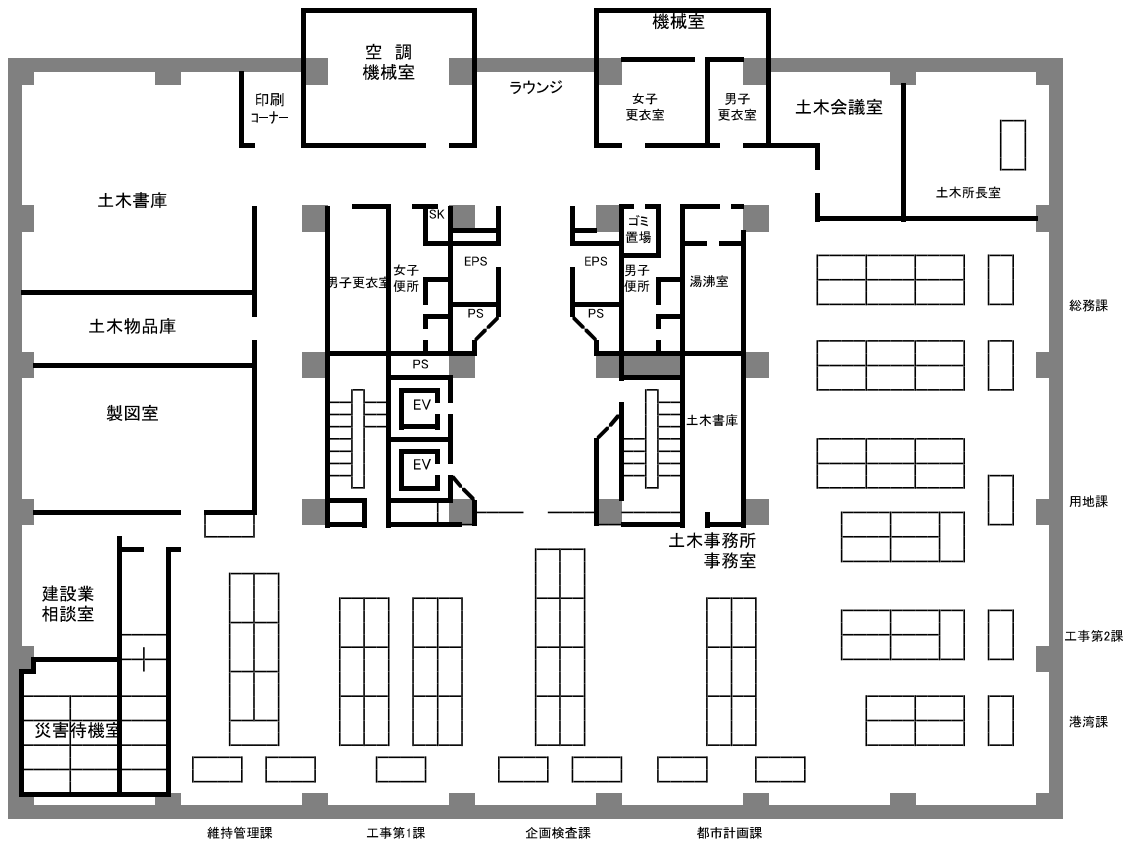 機械室
空　調
機械室
ラウンジ
印刷
コーナー
女子
更衣室
男子
更衣室
土木会議室
土木所長室
土木書庫
SK
ゴミ
置場
EPS
EPS
男子更衣室
女子
便所
男子
便所
湯沸室
PS
PS
総務課
土木物品庫
PS
製図室
EV
土木書庫
EV
用地課
土木事務所
事務室
建設業
相談室
工事第2課
災害待機室
港湾課
維持管理課
工事第1課
企画検査課
都市計画課